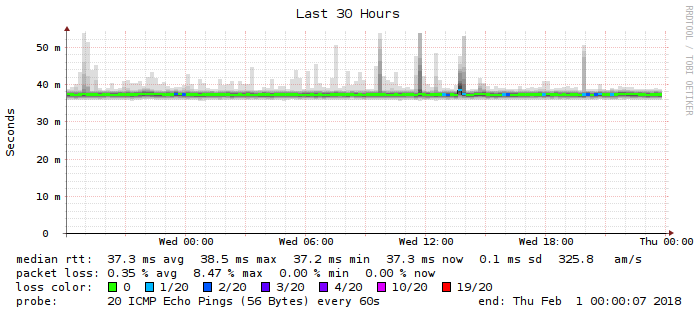 Last 30 Hours
RRDTOOL / TOBI OETIKER
Seconds
50 m
40 m
30 m
20 m
10 m
0
Wed 00:00 Wed 06:00 Wed 12:00 Wed 18:00 Thu 00:00
median rtt: 37.3 ms avg 38.5 ms max 37.2 ms min 37.3 ms now 0.1 ms sd 325.8 am/s
packet loss: 0.35 % avg 8.47 % max 0.00 % min 0.00 % now
loss color: 0 1/20 2/20 3/20 4/20 10/20 19/20
probe: 20 ICMP Echo Pings (56 Bytes) every 60s end: Thu Feb 1 00:00:07 2018